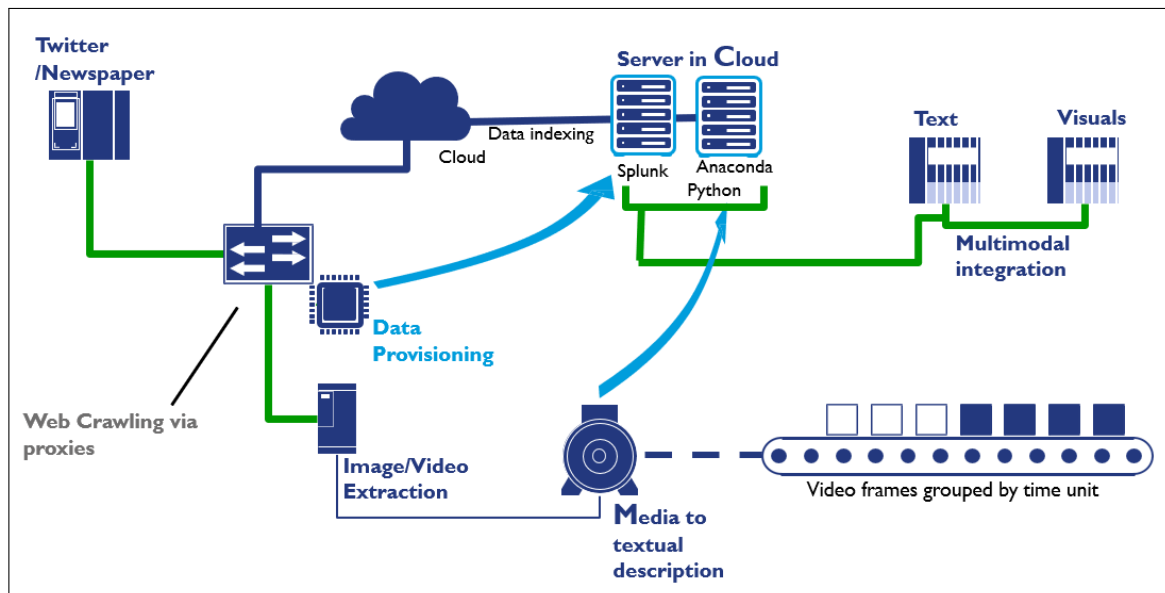 Twitter
/Newspaper
Server in Cloud
Data indexing
Cloud
Splunk
Anaconda
Python
Text
Visuals
Multimodal
integration
Data
Provisioning
Web Crawling via
proxies
Image/Video
Extraction
Media to
textual
description
Video frames grouped by time unit